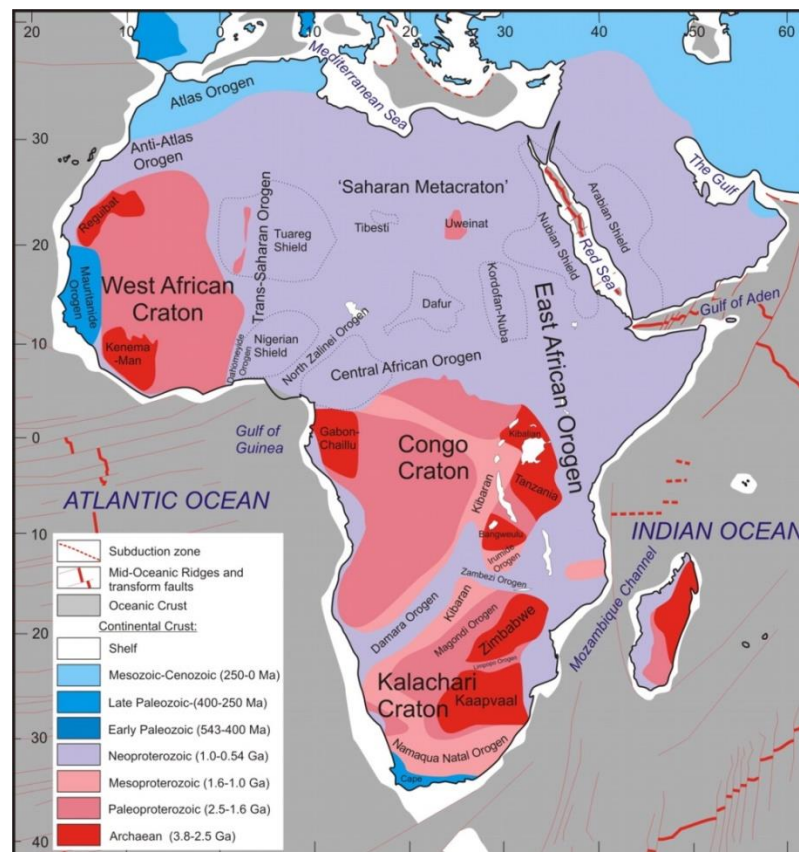 20
10
0
10
20
30
40
50
60
Mediterranean Sea
Atlas Orogen
Anti-Atlas
Orogen
30
The Gulf
'Saharan Metacraton'
Arabian Shield
Reguibat
Trans-Saharan Orogen
Tuareg
Shield
Tibesti
Uweinat
Nubian Shield
Red Sea
20
Mauritanide
Orogen
West African
Craton
Kordofan-
Nuba
Dafur
Gulf of Aden
10
Kenema
-Man
Dahomeyide
Orogen
Nigerian
Shield
North Zalinei Orogen
Central African Orogen
East African Orogen
0
Gulf of
Guinea
Gabon-
Chaillu
Congo
Craton
Kibalian
Kibaran
Tanzania
ATLANTIC OCEAN
INDIAN OCEAN
10
Bangweulu
Irumide
Orogen
Zambezi Orogen
Mozambique Channel
Damara Orogen
Kibaran
Magondi Orogen
Zimbabwe
20
Limpopo Orogen
Kalachari
Craton
Kaapvaal
Namaqua Natal Orogen
30
Cape
40
Subduction zone
Mid-Oceanic Ridges and
transform faults
Oceanic Crust
Continental Crust:
Shelf
Mesozoic-Cenozoic (250-0 Ma)
Late Paleozoic-(400-250 Ma)
Early Paleozoic (543-400 Ma)
Neoproterozoic (1.0-0.54 Ga)
Mesoproterozoic (1.6-1.0 Ga)
Paleoproterozoic (2.5-1.6 Ga)
Archaean (3.8-2.5 Ga)